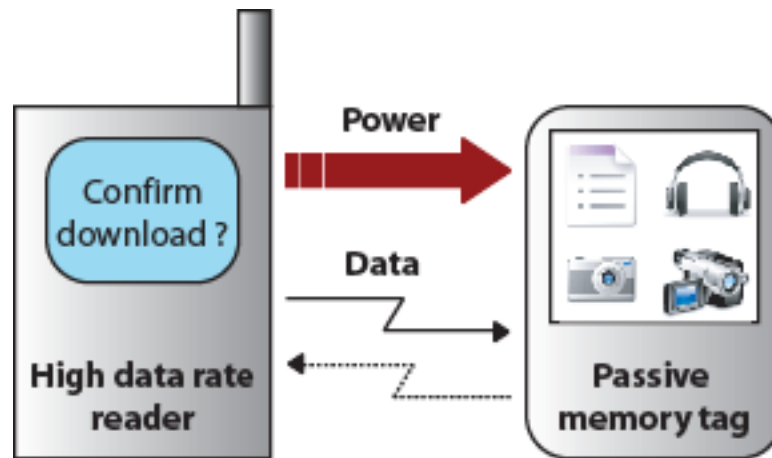 Power
Confirm
download ?
Data
High data rate
reader
Passive
memory tag